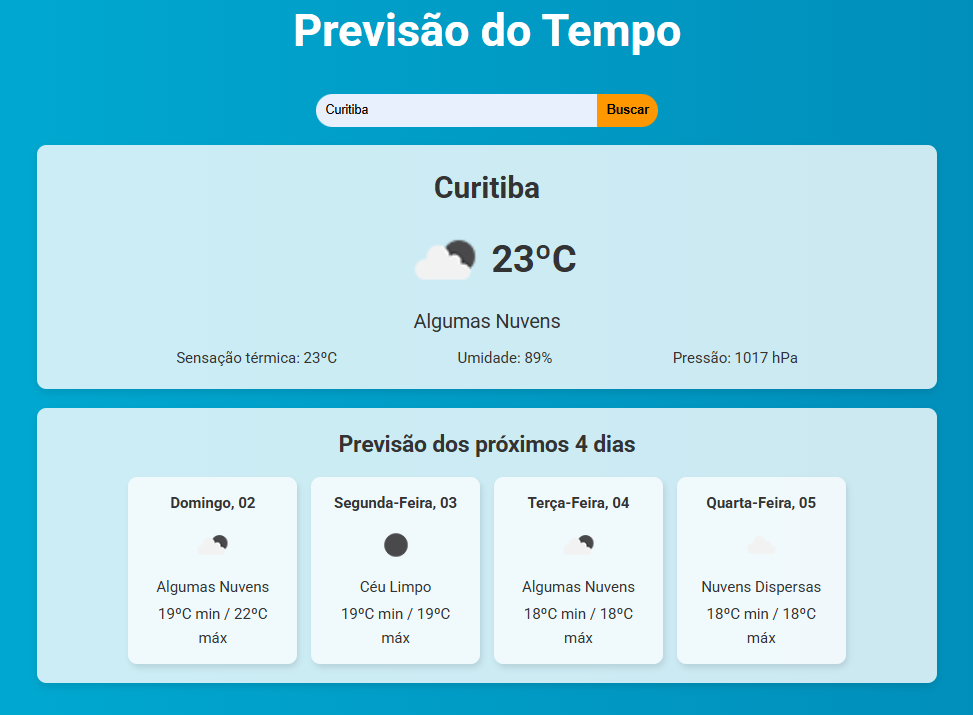 Previsão do Tempo
Curitiba
Buscar
Curitiba
23ºC
Algumas Nuvens
Sensação térmica: 23ºC
Umidade: 89%
Pressão: 1017 hPa
Previsão dos próximos 4 dias
Domingo, 02
Algumas Nuvens
19ºC min / 22ºC
máx
Segunda-Feira, 03
Céu Limpo
19ºC min / 19ºC
máx
Terça-Feira, 04
Algumas Nuvens
18ºC min / 18ºC
máx
Quarta-Feira, 05
Nuvens Dispersas
18ºC min / 18ºC
máx